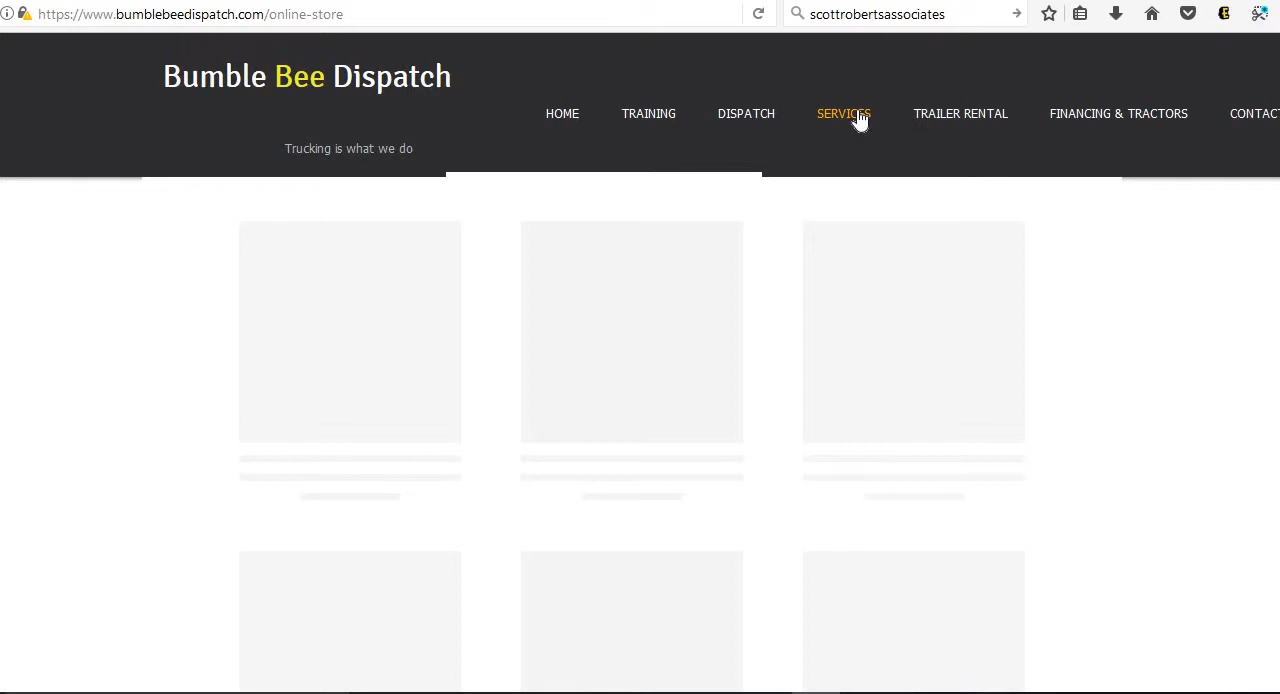 https://www.bumblebeedispatch.com/online-store
scottrobertsassociates
Bumble Bee Dispatch
HOME TRAINING DISPATCH SERVICES TRAILER RENTAL FINANCING & TRACTORS CONTACT
Trucking is what we do